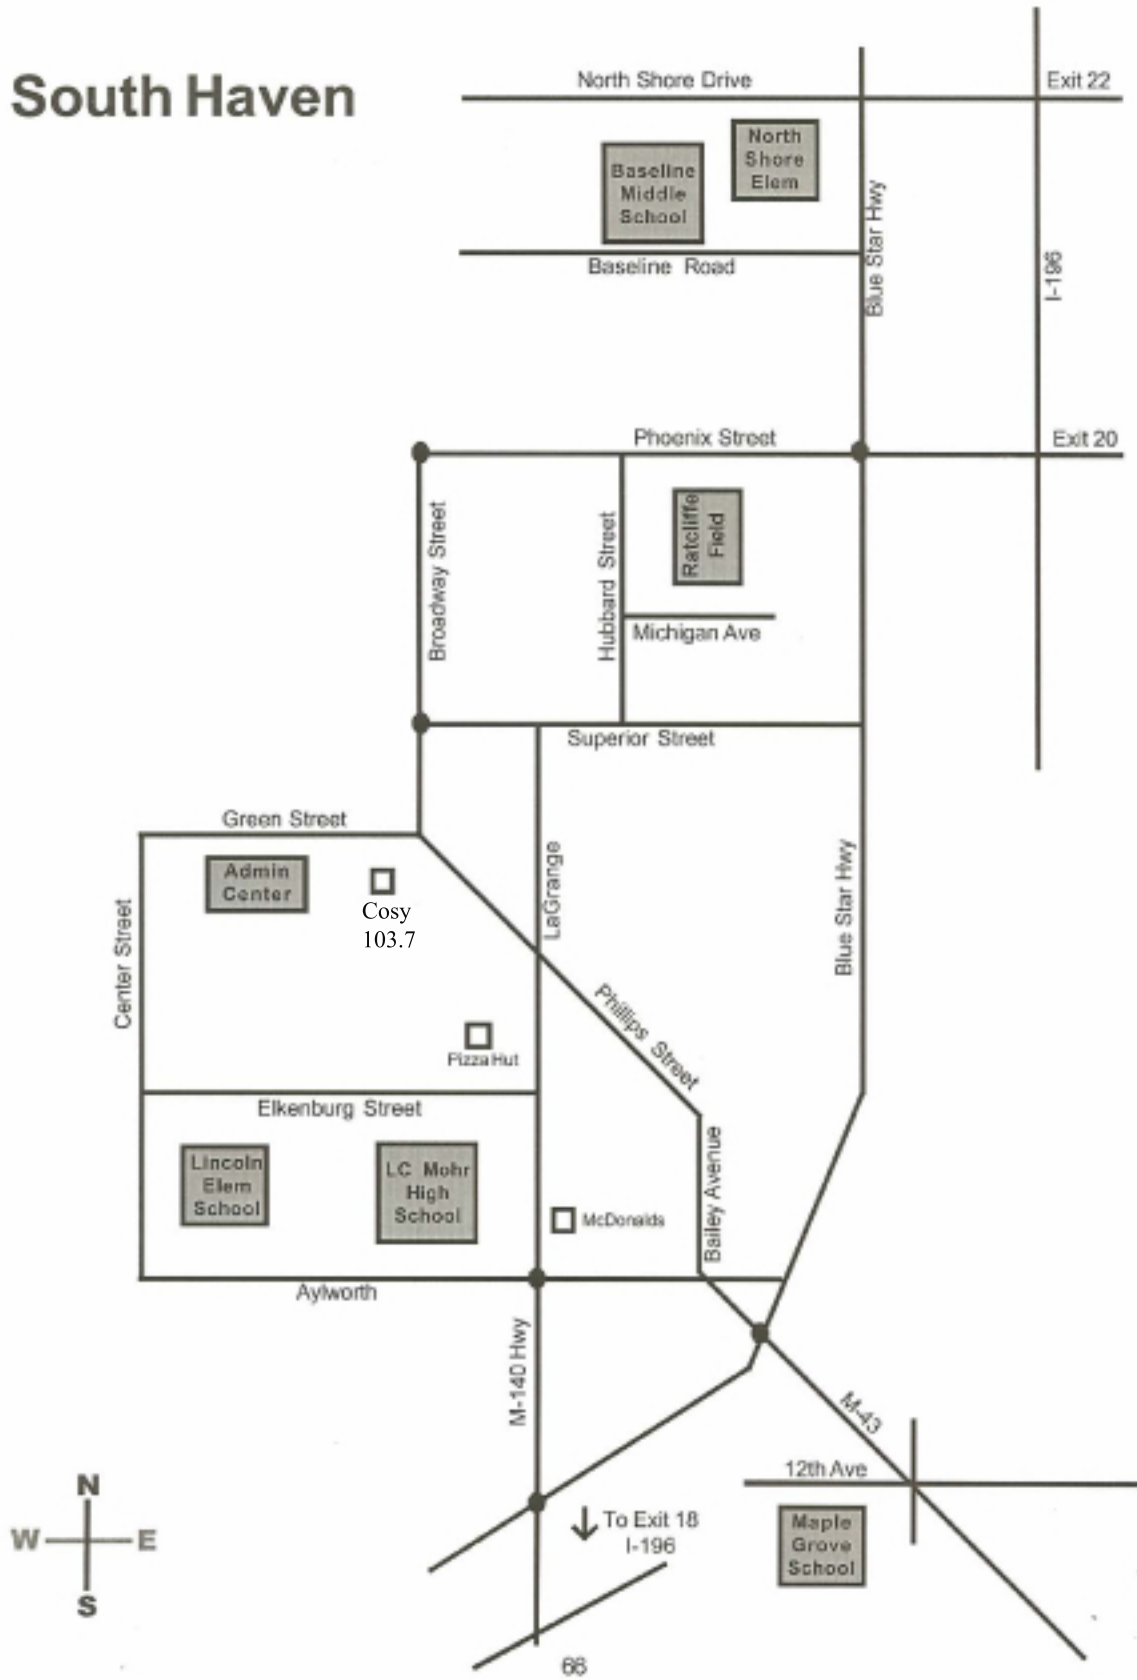 South Haven
North Shore Drive
Exit 22
North
Shore
Elem
Baseline
Middle
School
Blue Star Hwy
Baseline Road
I-196
Phoenix Street
Exit 20
Broadway Street
Hubbard Street
Ratcliffe
Field
Michigan Ave
Superior Street
Green Street
Admin
Center
Cosy
103.7
LaGrange
Blue Star Hwy
Center Street
Phillips Street
Pizza Hut
Elkenburg Street
Lincoln
Elem
School
LC Mohr
High
School
McDonalds
Bailey Avenue
Aylworth
M-140 Hwy
M-43
12th Ave
N
W
E
S
To Exit 18
I-196
Maple
Grove
School
66